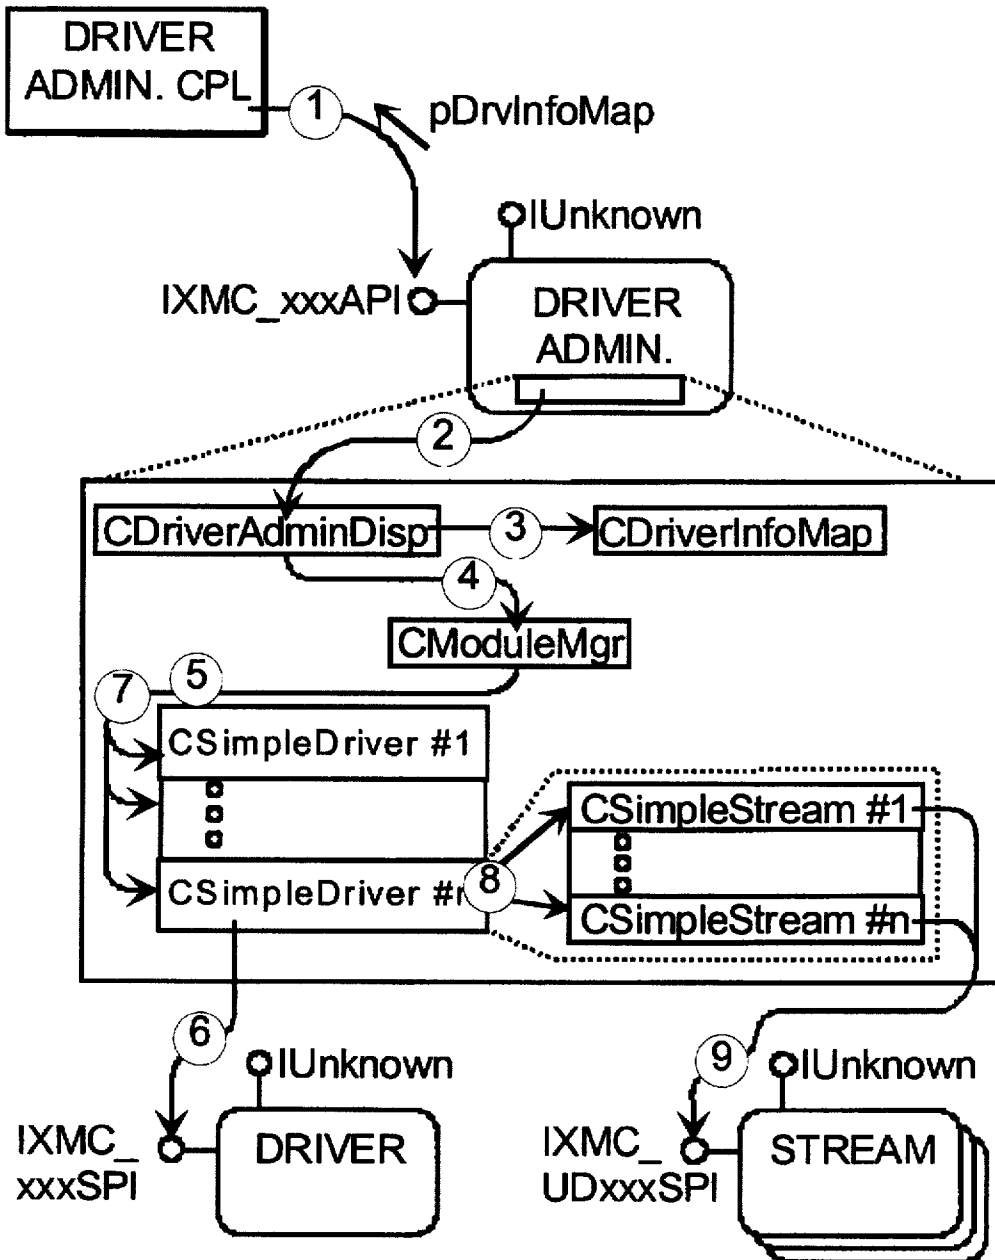 DRIVER
ADMIN. CPL
1
pDrvInfoMap
IUnknown
IXMC_xxxAPI
DRIVER
ADMIN.
2
CDriverAdminDisp
3
CDriverInfoMap
4
CModuleMgr
5
7
CSimpleDriver #1
CSimpleStream #1
CSimpleDriver #n
8
CSimpleStream #n
6
9
IUnknown
IUnknown
IXMC_
xxxSPI
DRIVER
IXMC_
UDxxxSPI
STREAM